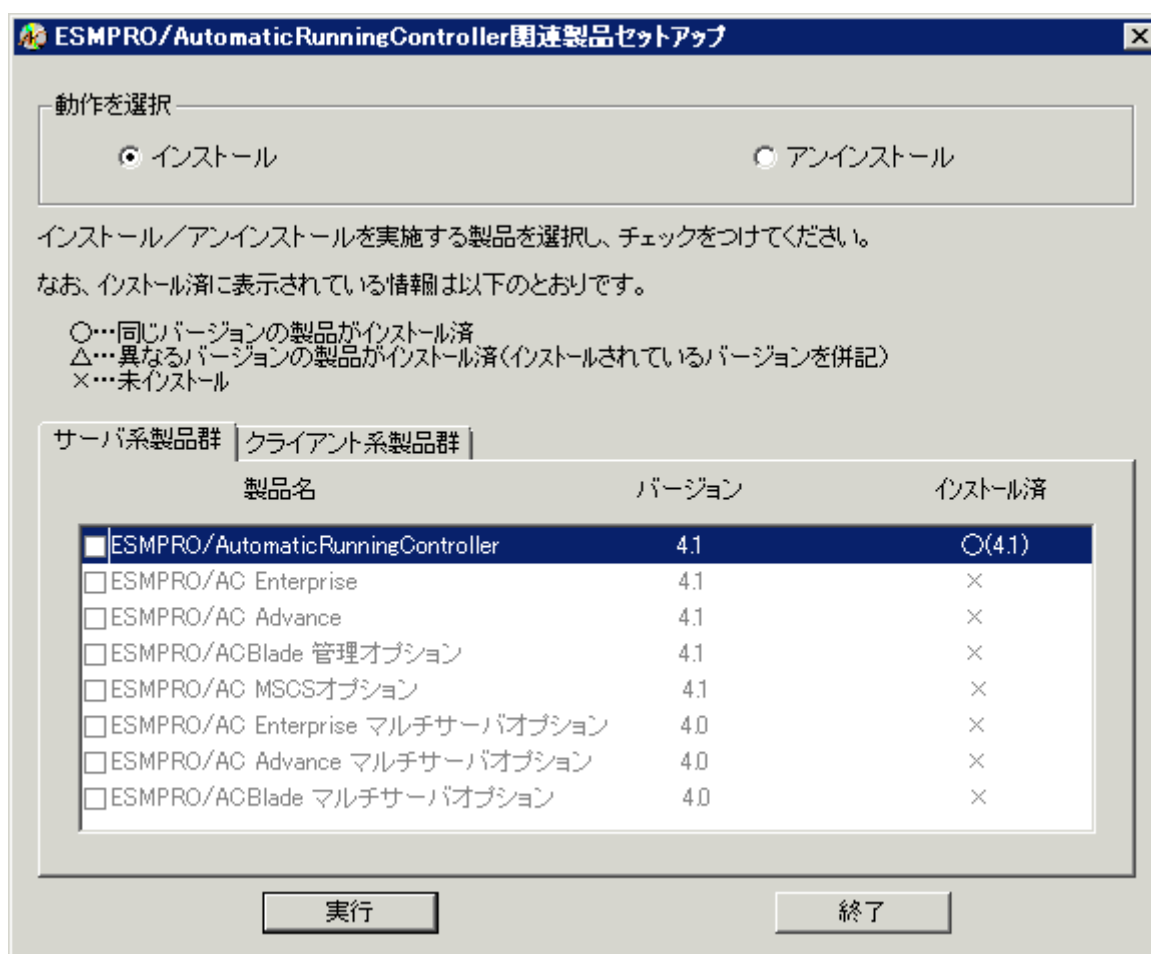 ESMPRO/AutomaticRunningController関連製品セットアップ
動作を選択
インストール アンインストール
インストール／アンインストールを実施する製品を選択し、チェックをつけてください。
なお、インストール済に表示されている情報は以下のとおりです。
○…同じバージョンの製品がインストール済
△…異なるバージョンの製品がインストール済(インストールされているバージョンを併記)
×…未インストール
サーバ系製品群 クライアント系製品群
製品名 バージョン インストール済
ESMPRO/AutomaticRunningController 4.1 ○(4.1)
ESMPRO/AC Enterprise 4.1 ×
ESMPRO/AC Advance 4.1 ×
ESMPRO/ACBlade 管理オプション 4.1 ×
ESMPRO/AC MSCSオプション 4.1 ×
ESMPRO/AC Enterprise マルチサーバオプション 4.0 ×
ESMPRO/AC Advance マルチサーバオプション 4.0 ×
ESMPRO/ACBlade マルチサーバオプション 4.0 ×
実行 終了